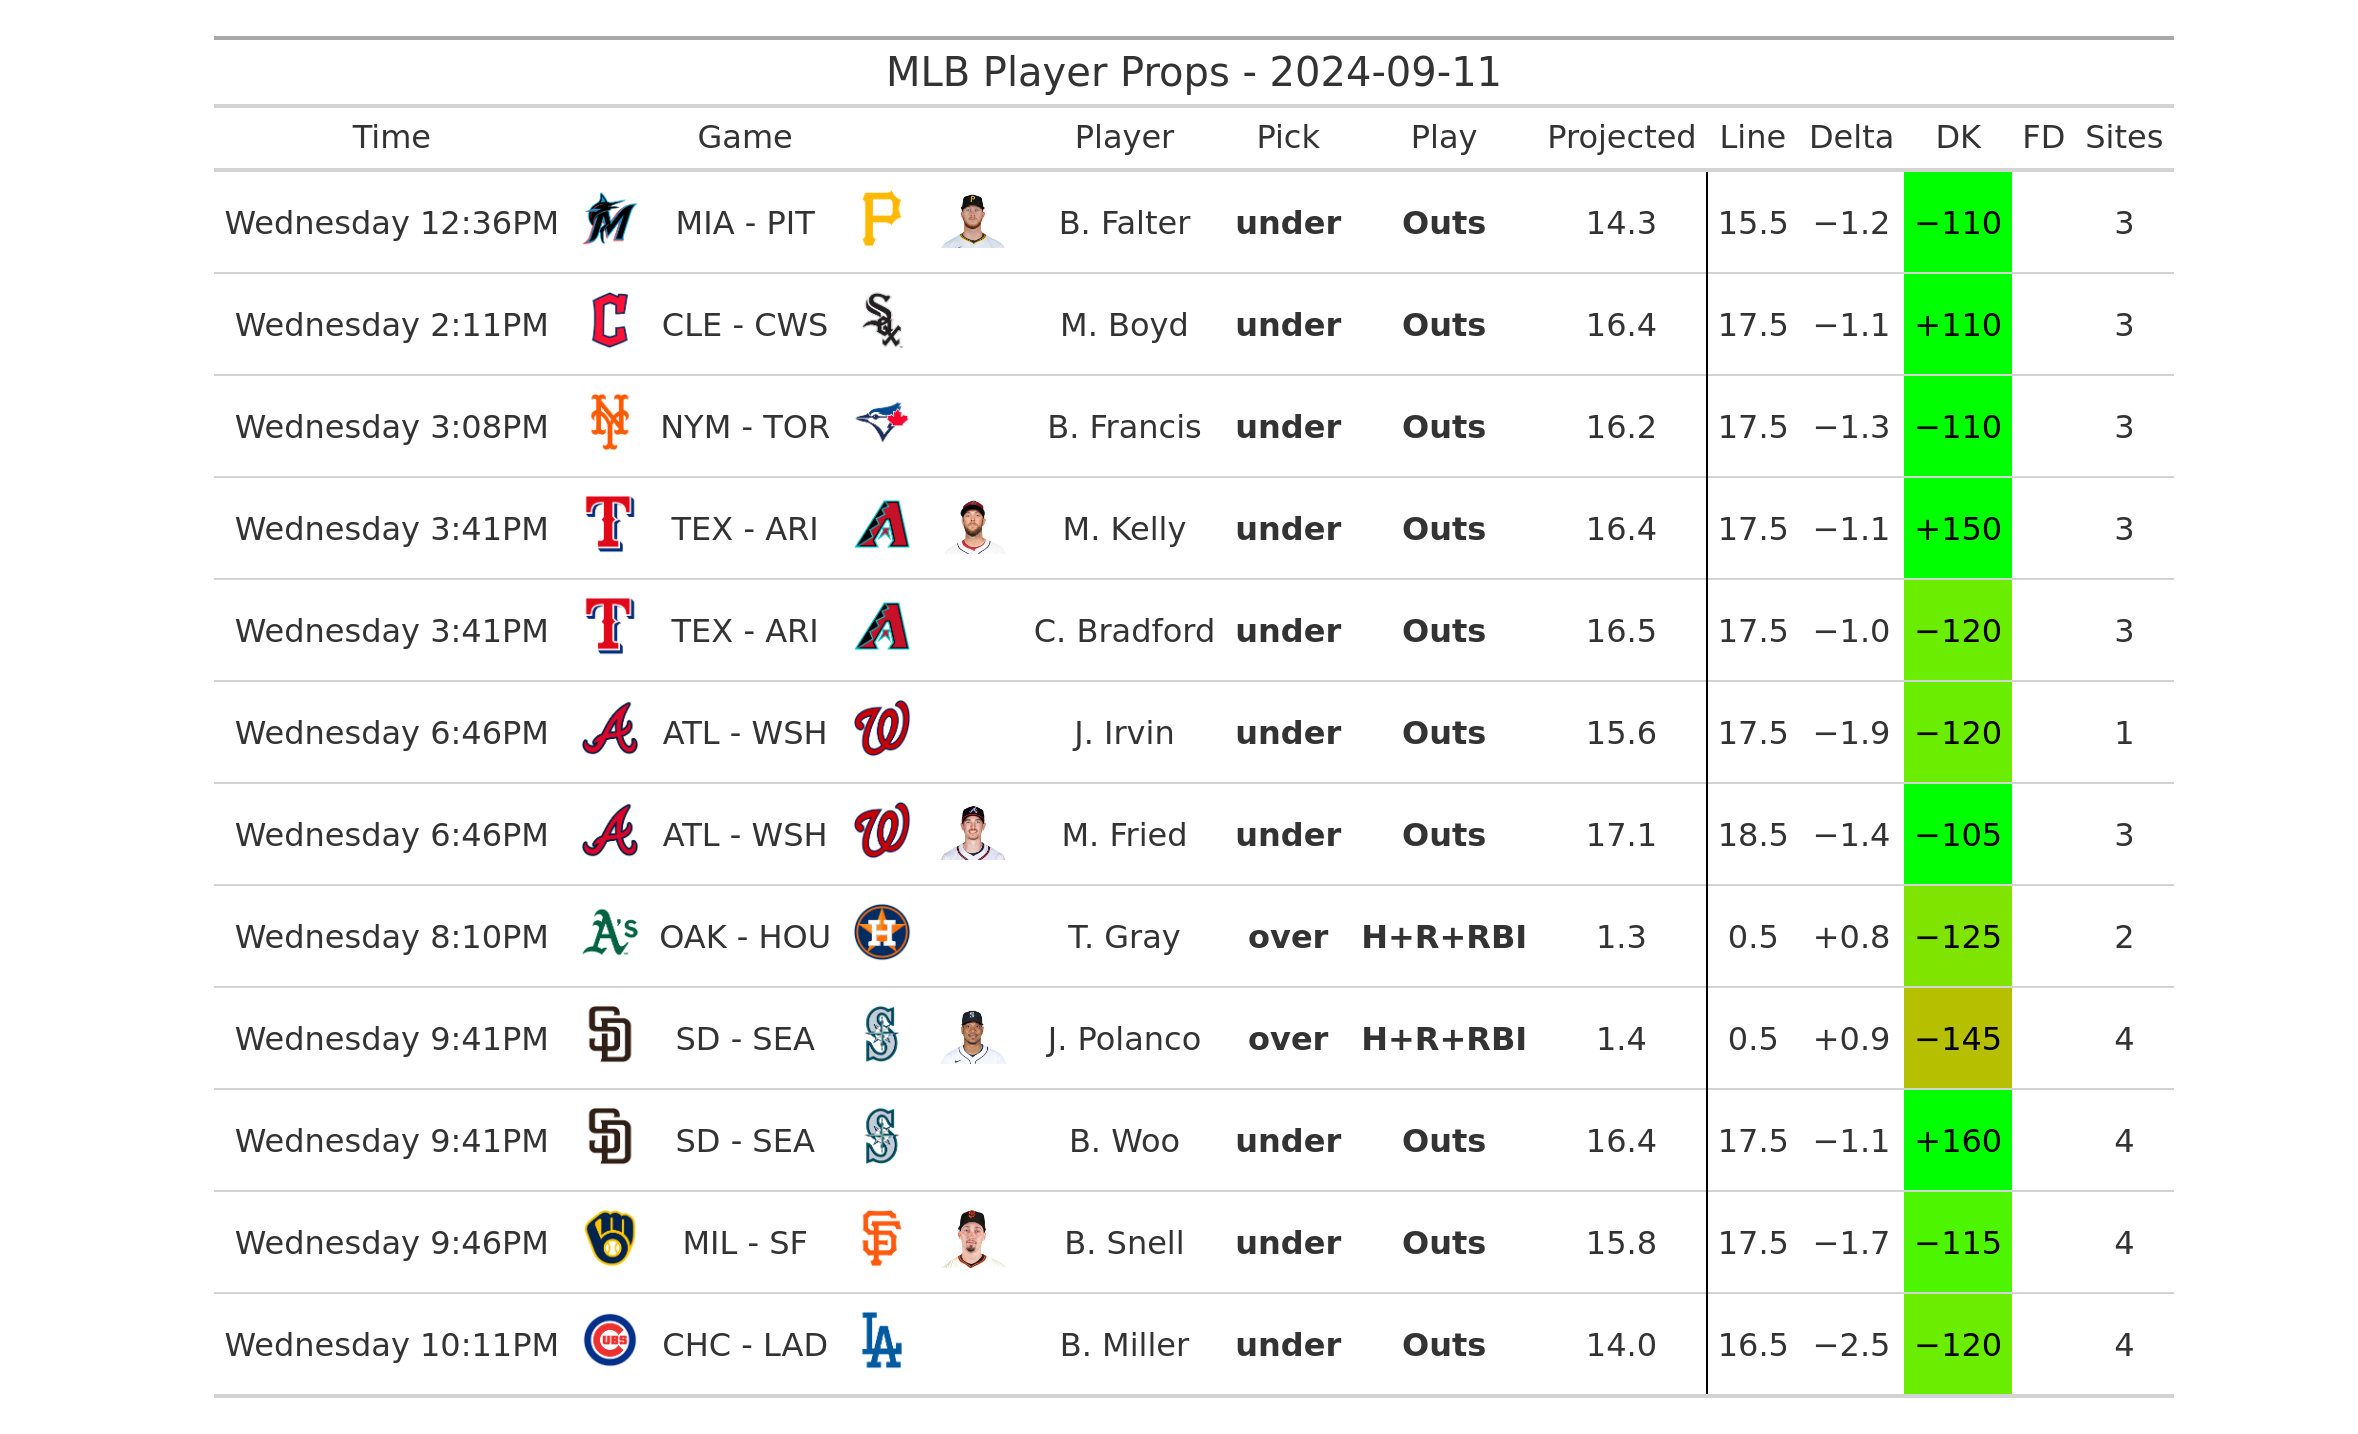 MLB Player Props - 2024-09-11
Time Game Player Pick Play Projected Line Delta DK FD Sites
Wednesday 12:36PM MIA - PIT B. Falter under Outs 14.3 15.5 −1.2 −110 3
Wednesday 2:11PM CLE - CWS M. Boyd under Outs 16.4 17.5 −1.1 +110 3
Wednesday 3:08PM NYM - TOR B. Francis under Outs 16.2 17.5 −1.3 −110 3
Wednesday 3:41PM TEX - ARI M. Kelly under Outs 16.4 17.5 −1.1 +150 3
Wednesday 3:41PM TEX - ARI C. Bradford under Outs 16.5 17.5 −1.0 −120 3
Wednesday 6:46PM ATL - WSH J. Irvin under Outs 15.6 17.5 −1.9 −120 1
Wednesday 6:46PM ATL - WSH M. Fried under Outs 17.1 18.5 −1.4 −105 3
Wednesday 8:10PM OAK - HOU T. Gray over H+R+RBI 1.3 0.5 +0.8 −125 2
Wednesday 9:41PM SD - SEA J. Polanco over H+R+RBI 1.4 0.5 +0.9 −145 4
Wednesday 9:41PM SD - SEA B. Woo under Outs 16.4 17.5 −1.1 +160 4
Wednesday 9:46PM MIL - SF B. Snell under Outs 15.8 17.5 −1.7 −115 4
Wednesday 10:11PM CHC - LAD B. Miller under Outs 14.0 16.5 −2.5 −120 4